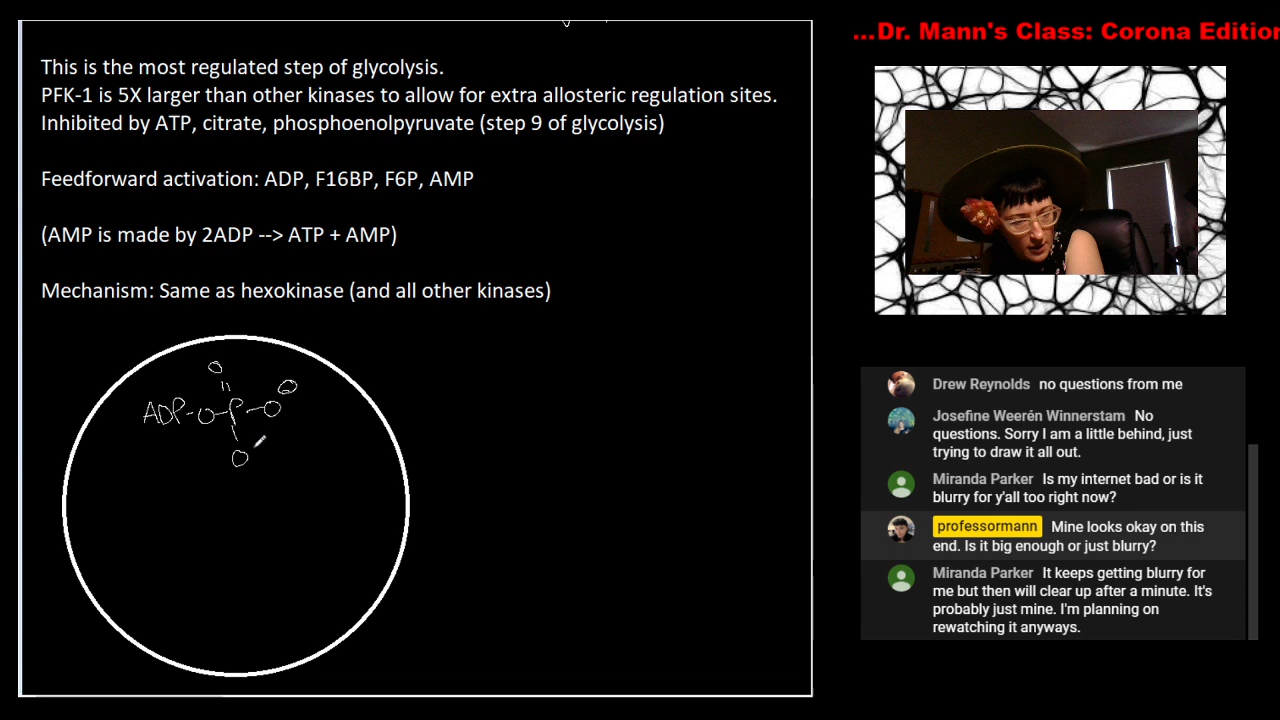 ...Dr. Mann's Class: Corona Edition
This is the most regulated step of glycolysis.
PFK-1 is 5X larger than other kinases to allow for extra allosteric regulation sites.
Inhibited by ATP, citrate, phosphoenolpyruvate (step 9 of glycolysis)
Feedforward activation: ADP, F16BP, F6P, AMP
(AMP is made by 2ADP --> ATP + AMP)
Mechanism: Same as hexokinase (and all other kinases)
O
ADP-O-P-O
O
Drew Reynolds no questions from me
Josefine Weerén Winnerstam No
questions. Sorry I am a little behind, just
trying to draw it all out.
Miranda Parker Is my internet bad or is it
blurry for y'all too right now?
professormann Mine looks okay on this
end. Is it big enough or just blurry?
Miranda Parker It keeps getting blurry for
me but then will clear up after a minute. It's
probably just mine. I'm planning on
rewatching it anyways.